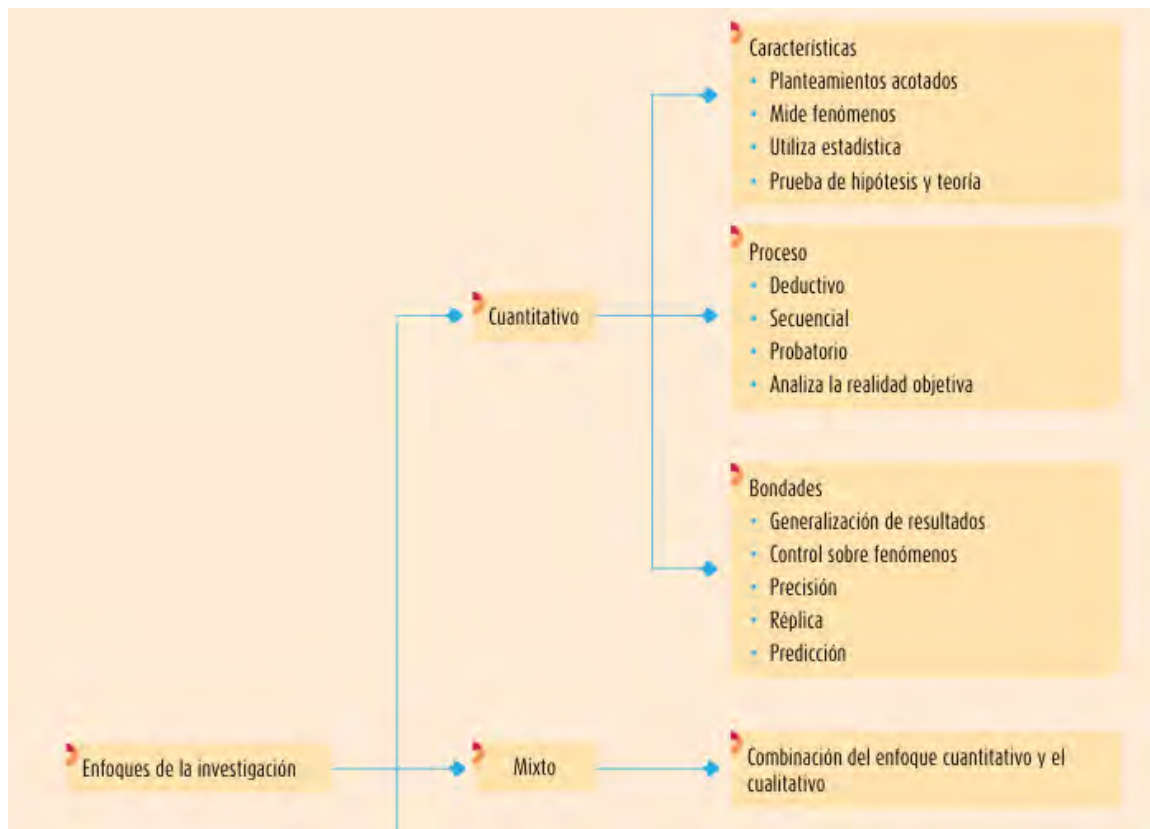 Características
• Planteamientos acotados
• Mide fenómenos
• Utiliza estadística
• Prueba de hipótesis y teoría
Proceso
• Deductivo
• Secuencial
• Probatorio
• Analiza la realidad objetiva
Cuantitativo
Bondades
• Generalización de resultados
• Control sobre fenómenos
• Precisión
• Réplica
• Predicción
Enfoques de la investigación
Mixto
Combinación del enfoque cuantitativo y el
cualitativo